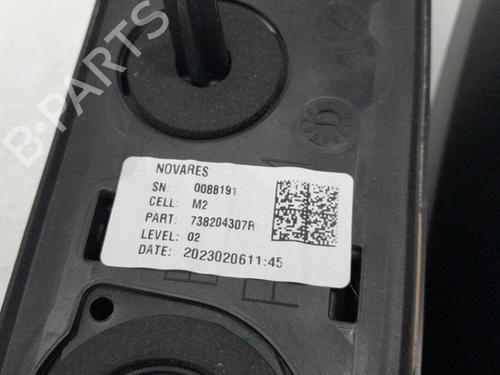 B-PARTS
NOVARES
SN: 0088191
CELL: M2
PART: 738204307R
LEVEL: 02
DATE: 2023020611:45